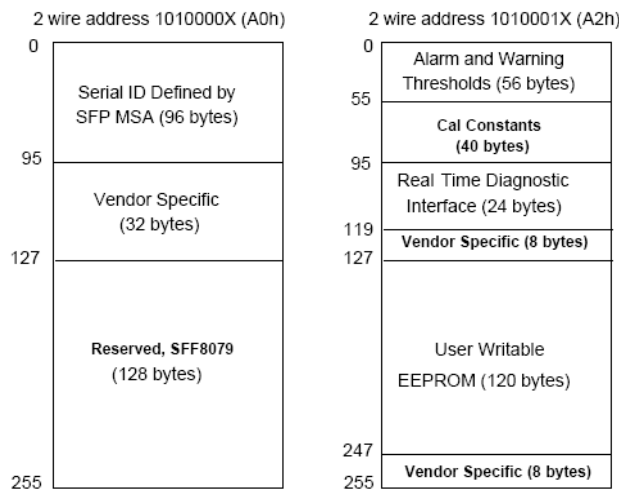 2 wire address 1010000X (A0h)
0
Serial ID Defined by
SFP MSA (96 bytes)
95
Vendor Specific
(32 bytes)
127
Reserved, SFF8079
(128 bytes)
255
2 wire address 1010001X (A2h)
0
Alarm and Warning
Thresholds (56 bytes)
55
Cal Constants
(40 bytes)
95
Real Time Diagnostic
Interface (24 bytes)
119
Vendor Specific (8 bytes)
127
User Writable
EEPROM (120 bytes)
247
Vendor Specific (8 bytes)
255